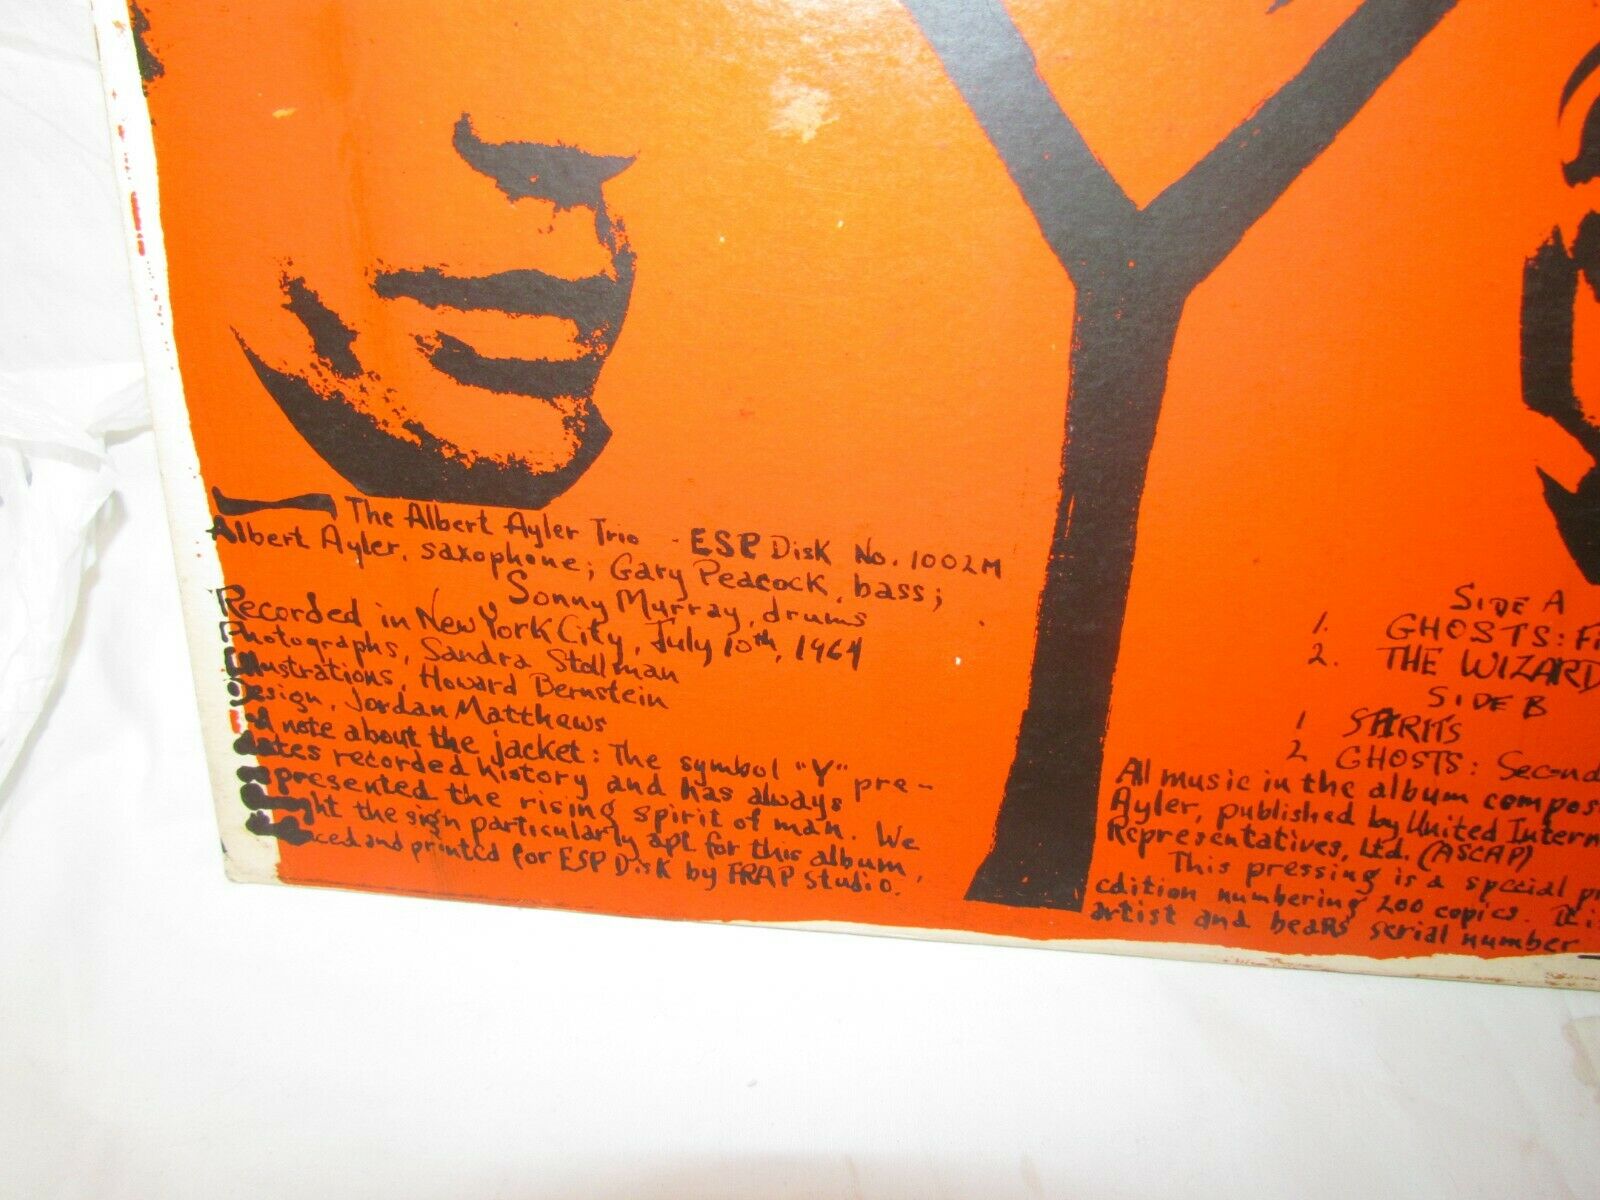 The Albert Ayler Trio - ESP Disk No. 1002M
Albert Ayler, saxophone; Gary Peacock, bass;
Sonny Murray, drums
Recorded in New York City, July 10th, 1964
Photographs, Sandra Stollman
Illustrations, Howard Bernstein
Design, Jordan Matthews
A note about the jacket: The symbol "Y" pre-
dates recorded history and has always
represented the rising spirit of man. We
the sign particularly apt for this album,
and printed for ESP Disk by FRAP Studio.
SIDE A
1. GHOSTS: Fi
2. THE WIZARD
SIDE B
1 SPIRITS
2 GHOSTS: Second
All music in the album compos
Ayler, published by United Intern
Representatives, Ltd. (ASCAP)
This pressing is a special p
edition numbering 200 copies. It i
artist and bears serial number